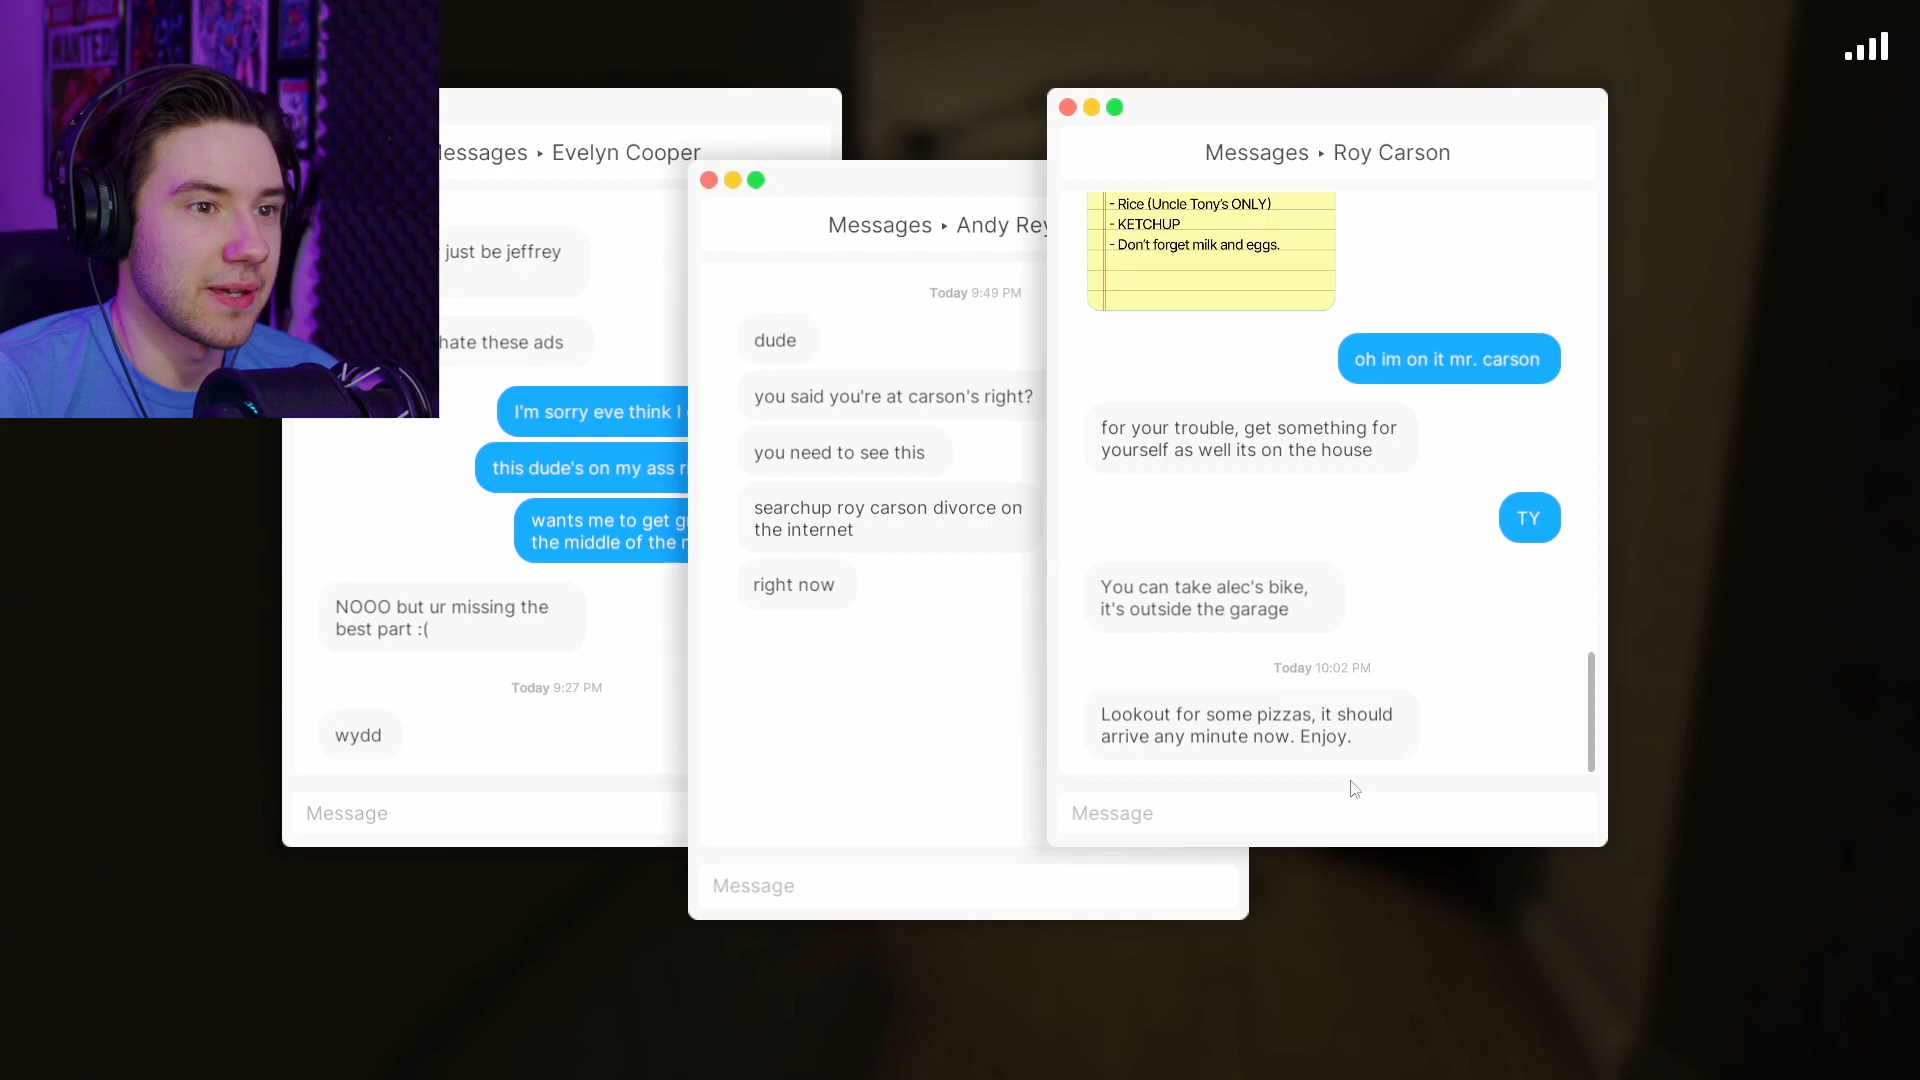 WANTED
Messages ‣ Evelyn Cooper
just be jeffrey
hate these ads
I'm sorry eve think I
this dude's on my ass
wants me to get
the middle of the
NOOO but ur missing the
best part :(
Today 9:27 PM
wydd
Message
Messages ‣ Andy
Today 9:49 PM
dude
you said you're at carson's right?
you need to see this
searchup roy carson divorce on
the internet
right now
Message
Messages ‣ Roy Carson
- Rice (Uncle Tony's ONLY)
- KETCHUP
- Don't forget milk and eggs.
oh im on it mr. carson
for your trouble, get something for
yourself as well its on the house
TY
You can take alec's bike,
it's outside the garage
Today 10:02 PM
Lookout for some pizzas, it should
arrive any minute now. Enjoy.
Message